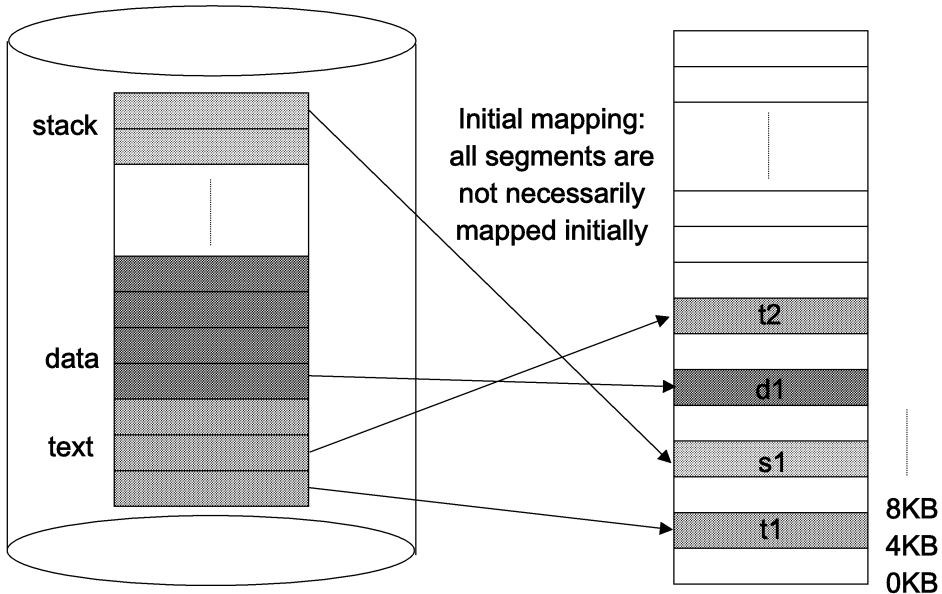 stack
data
text
Initial mapping:
all segments are
not necessarily
mapped initially
t2
d1
s1
t1
8KB
4KB
0KB